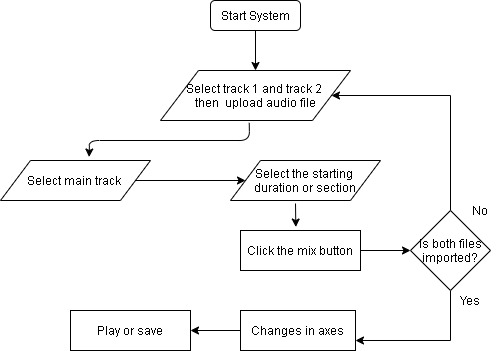 Start System
Select track 1 and track 2
then upload audio file
Select main track
Select the starting
duration or section
Click the mix button
Is both files
imported?
No
Yes
Changes in axes
Play or save